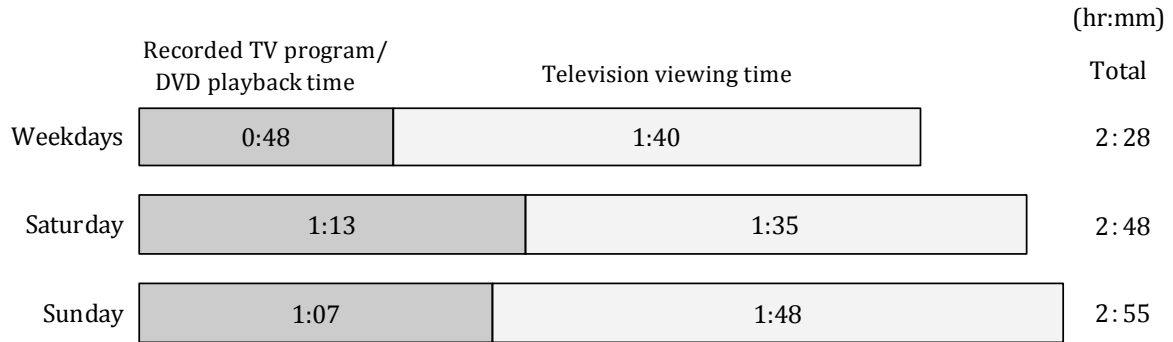 (hr:mm)
Recorded TV program/
DVD playback time
Television viewing time
Total
Weekdays 0:48 1:40 2:28
Saturday 1:13 1:35 2:48
Sunday 1:07 1:48 2:55